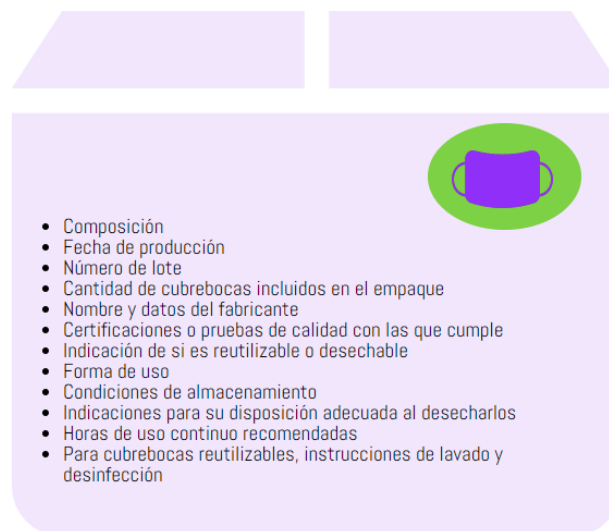 Composición
Fecha de producción
Número de lote
Cantidad de cubrebocas incluidos en el empaque
Nombre y datos del fabricante
Certificaciones o pruebas de calidad con las que cumple
Indicación de si es reutilizable o desechable
Forma de uso
Condiciones de almacenamiento
Indicaciones para su disposición adecuada al desecharlos
Horas de uso continuo recomendadas
Para cubrebocas reutilizables, instrucciones de lavado y
desinfección